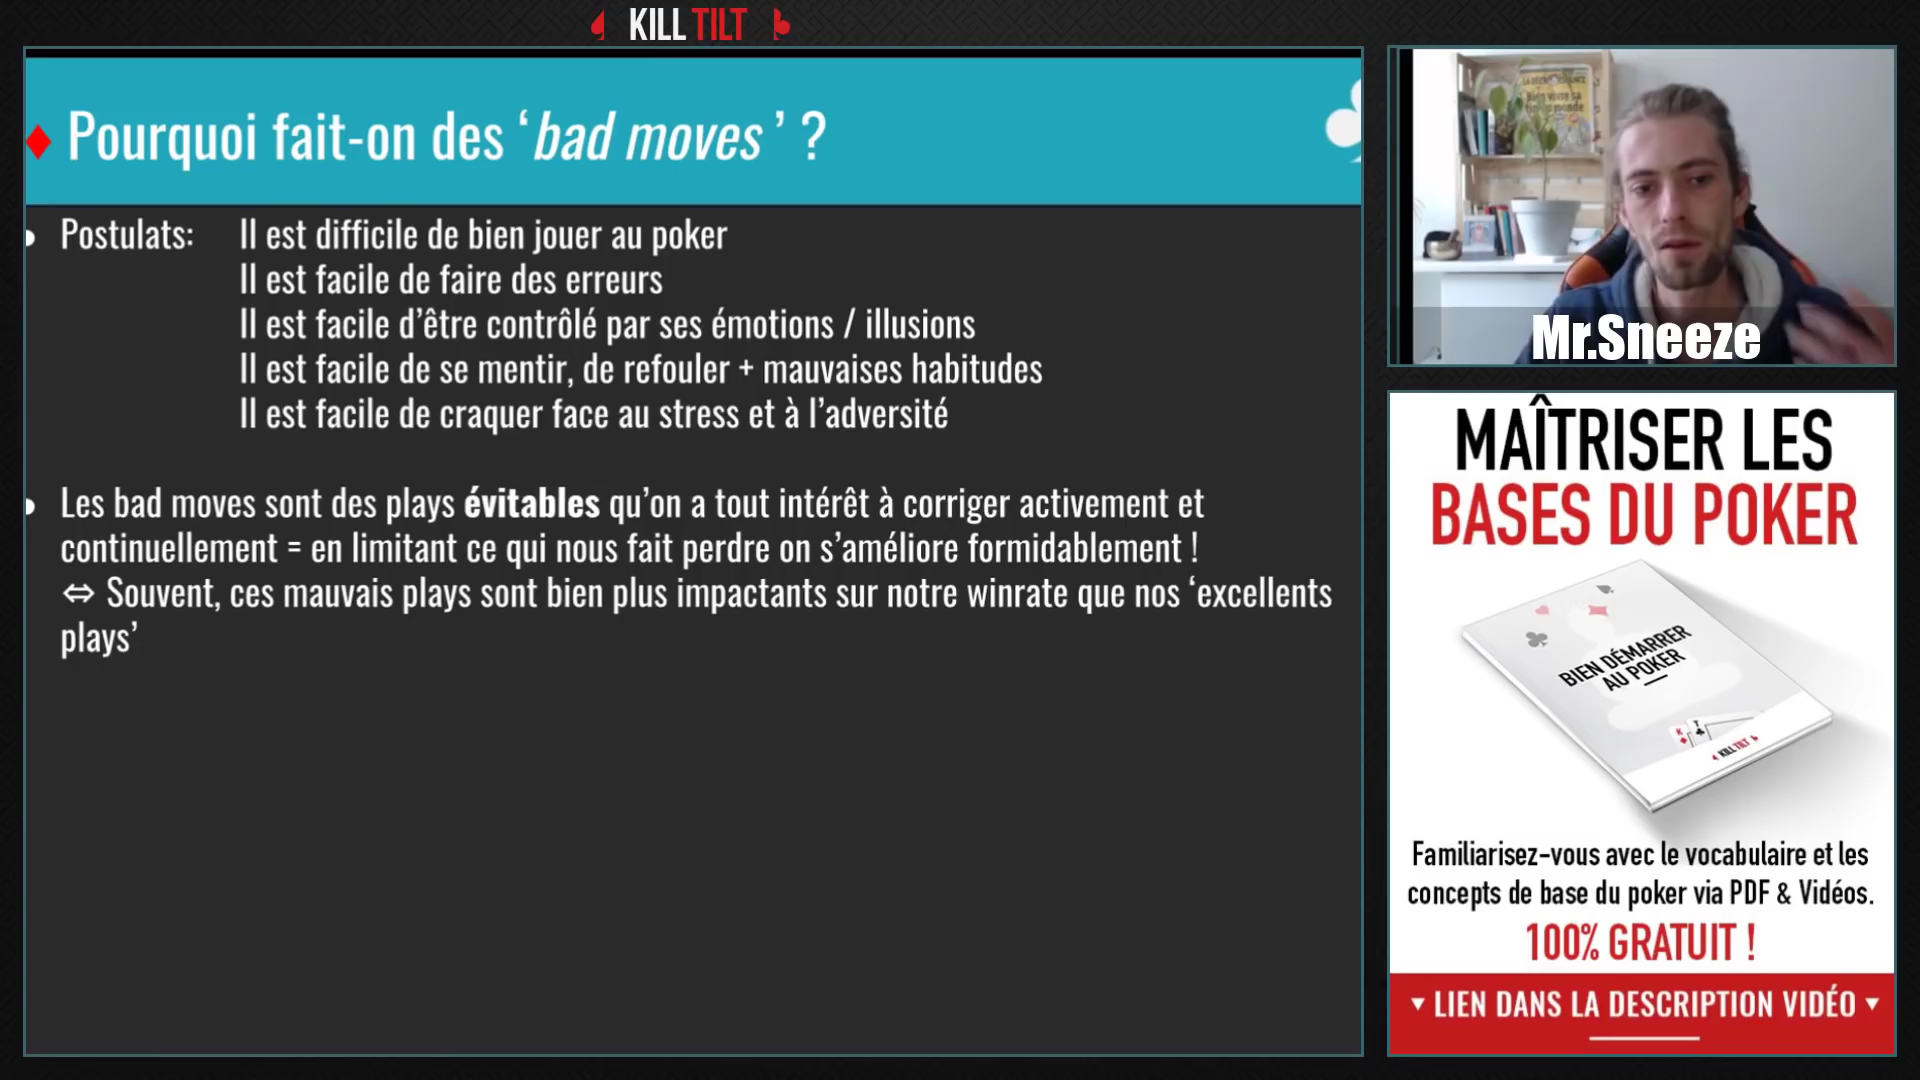 KILL TILT
Pourquoi fait-on des ‘bad moves’ ?
Postulats: Il est difficile de bien jouer au poker
Il est facile de faire des erreurs
Il est facile d’être contrôlé par ses émotions / illusions
Il est facile de se mentir, de refouler + mauvaises habitudes
Il est facile de craquer face au stress et à l’adversité
Les bad moves sont des plays évitables qu’on a tout intérêt à corriger activement et
continuellement = en limitant ce qui nous fait perdre on s’améliore formidablement !
⇔ Souvent, ces mauvais plays sont bien plus impactants sur notre winrate que nos ‘excellents
plays’
Bien vivre sa
Mr.Sneeze
MAÎTRISER LES
BASES DU POKER
BIEN DÉMARRER
AU POKER
K
T
KILL TILT
Familiarisez-vous avec le vocabulaire et les
concepts de base du poker via PDF & Vidéos.
100% GRATUIT !
LIEN DANS LA DESCRIPTION VIDÉO